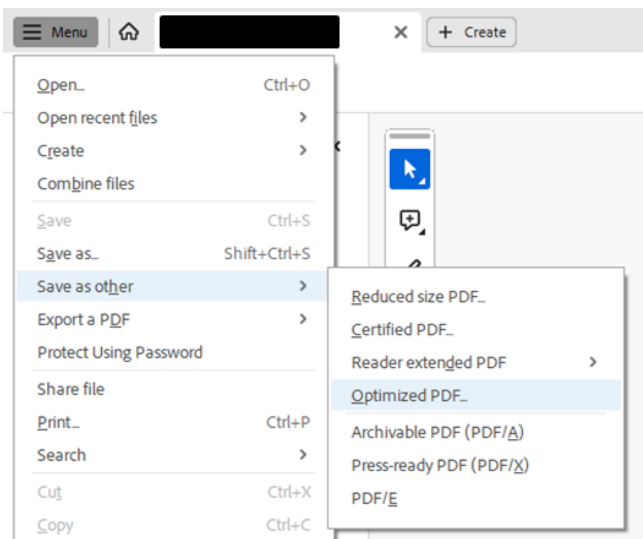 Menu
+ Create
Open...
Ctrl+O
Open recent files
Create
Combine files
Save
Ctrl+S
Save as...
Shift+Ctrl+S
Save as other
Export a PDF
Protect Using Password
Share file
Print...
Ctrl+P
Search
Cut
Ctrl+X
Copy
Ctrl+C
Reduced size PDF...
Certified PDF...
Reader extended PDF
Optimized PDF...
Archivable PDF (PDF/A)
Press-ready PDF (PDF/X)
PDF/E